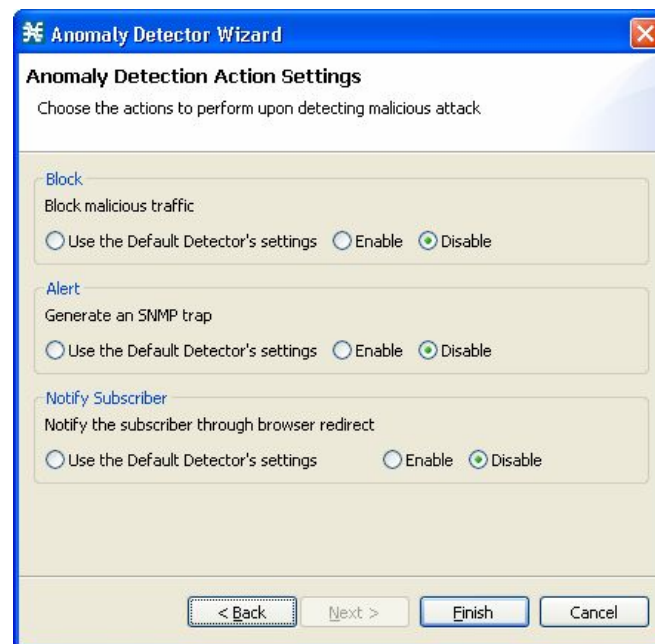 Anomaly Detector Wizard
Anomaly Detection Action Settings
Choose the actions to perform upon detecting malicious attack
Block
Block malicious traffic
Use the Default Detector's settings Enable Disable
Alert
Generate an SNMP trap
Use the Default Detector's settings Enable Disable
Notify Subscriber
Notify the subscriber through browser redirect
Use the Default Detector's settings Enable Disable
< Back Next > Finish Cancel